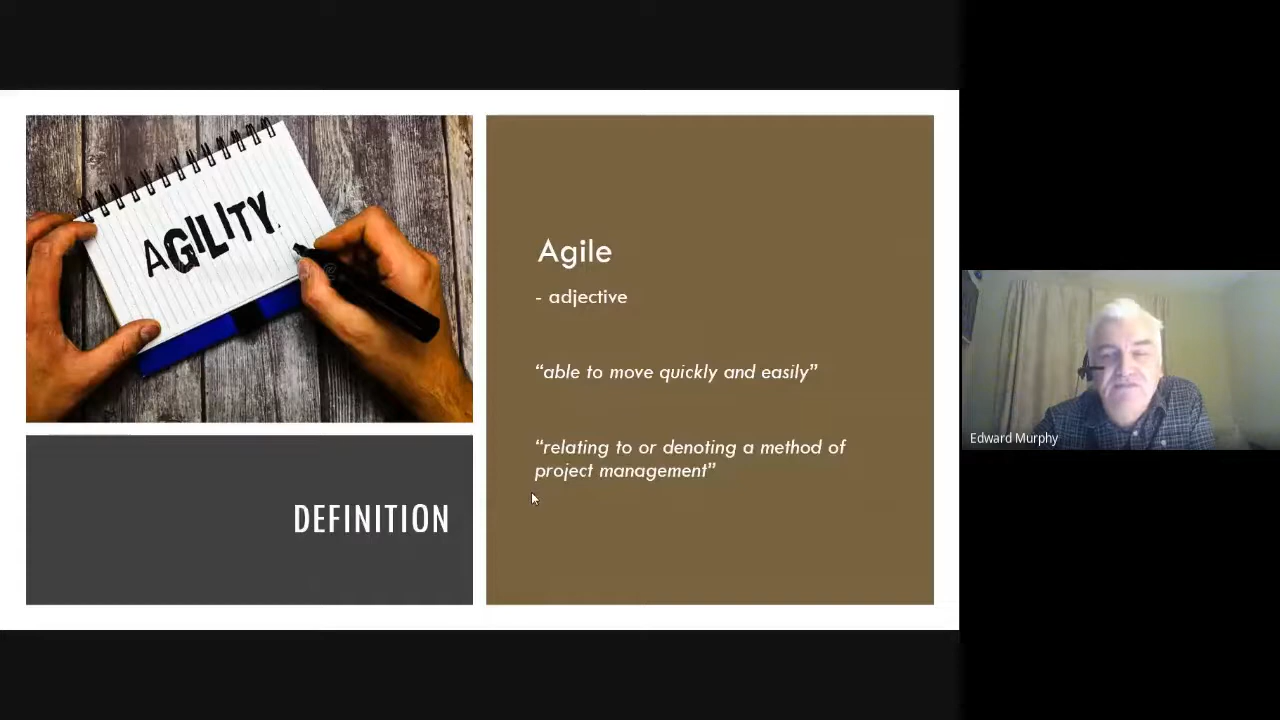 AGILITY.
DEFINITION
Agile
- adjective
“able to move quickly and easily”
“relating to or denoting a method of
project management”
Edward Murphy